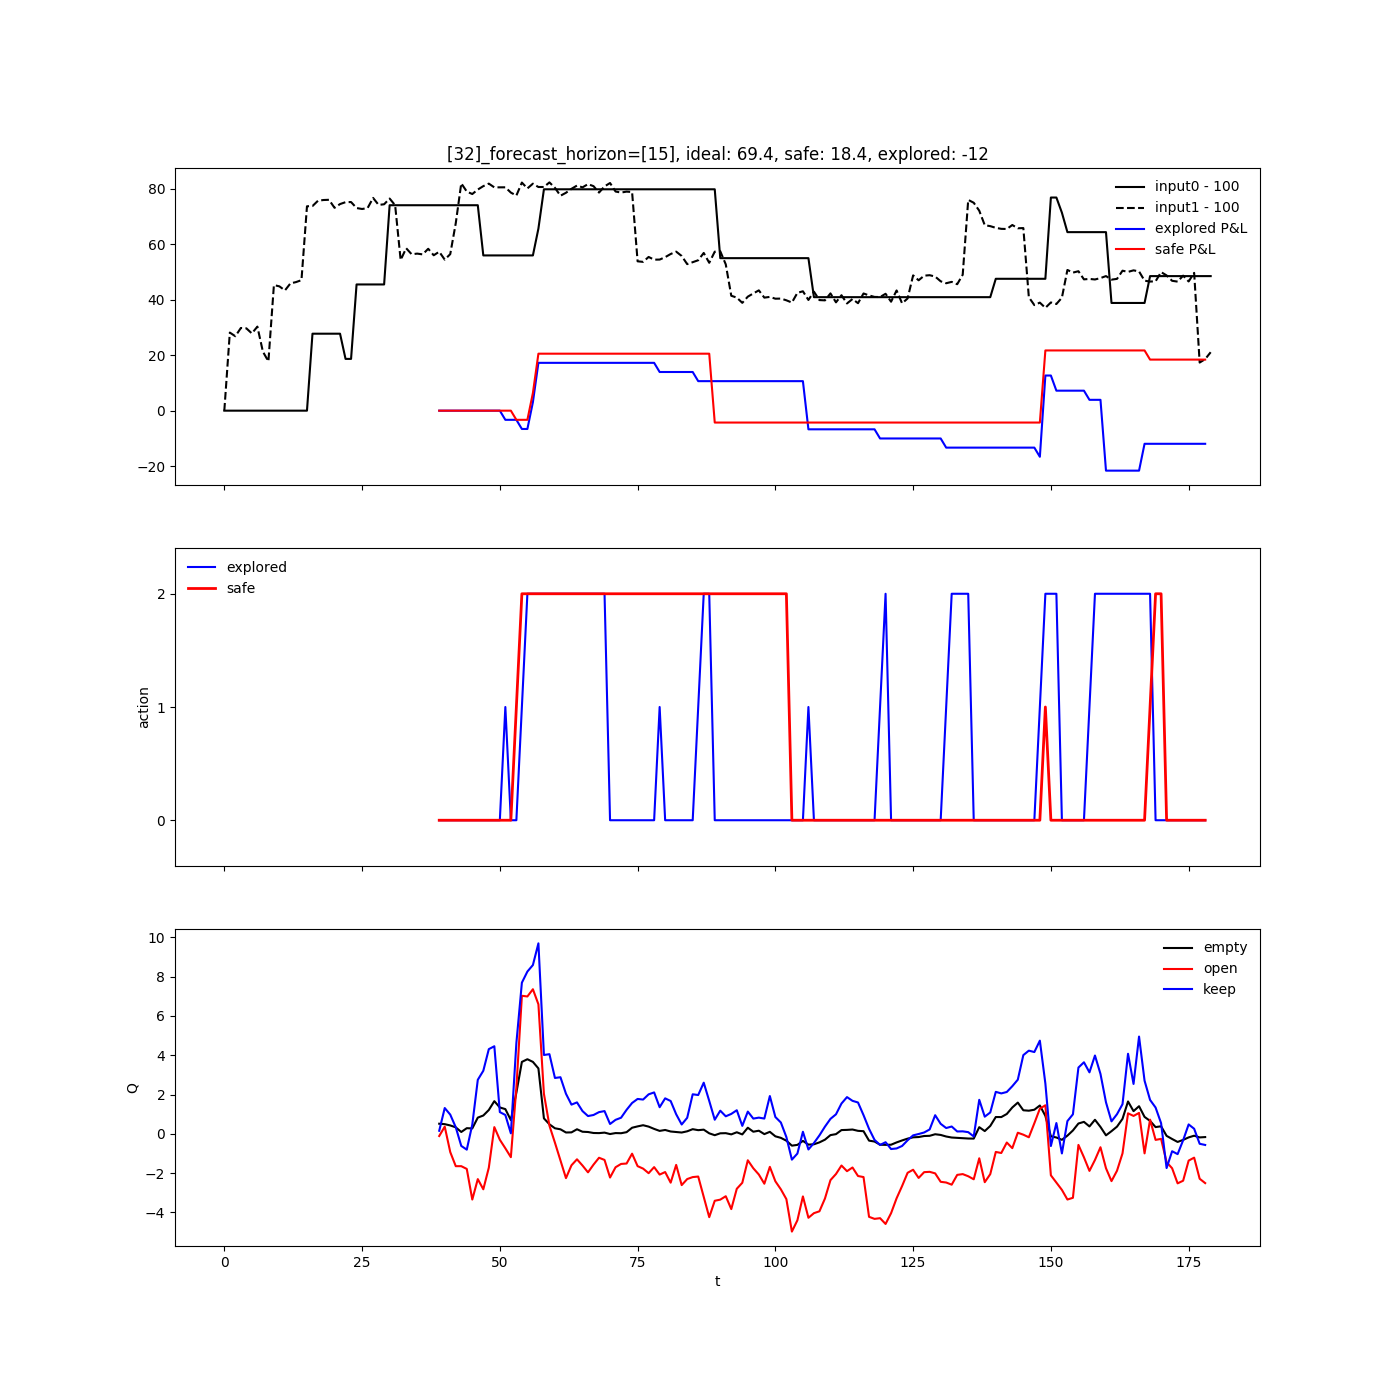 [32]_forecast_horizon=[15], ideal: 69.4, safe: 18.4, explored: -12
80
60
40
20
0
−20
input0 - 100
input1 - 100
explored P&L
safe P&L
explored
safe
2
1
0
action
empty
open
keep
10
8
6
4
2
0
−2
−4
Q
0 25 50 75 100 125 150 175
t